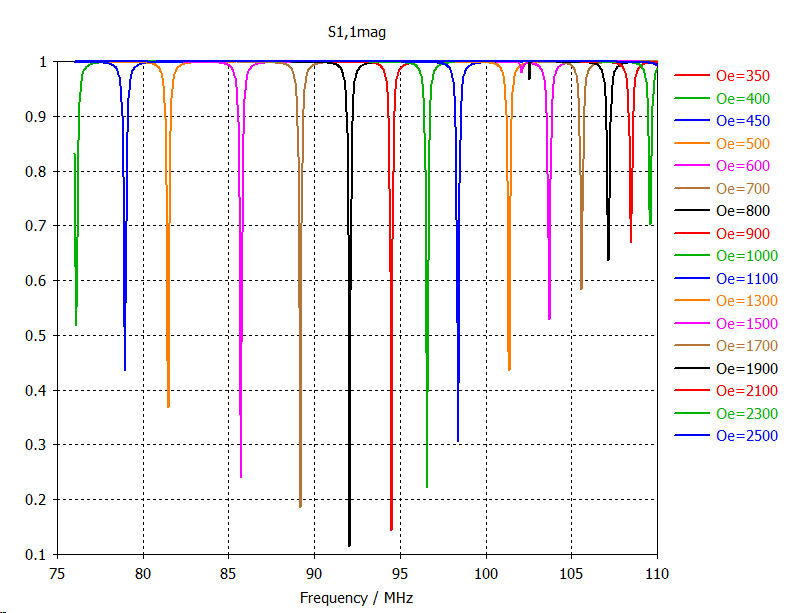 S1,1mag
1
0.9
0.8
0.7
0.6
0.5
0.4
0.3
0.2
0.1
75 80 85 90 95 100 105 110
Frequency / MHz
Oe=350
Oe=400
Oe=450
Oe=500
Oe=600
Oe=700
Oe=800
Oe=900
Oe=1000
Oe=1100
Oe=1300
Oe=1500
Oe=1700
Oe=1900
Oe=2100
Oe=2300
Oe=2500